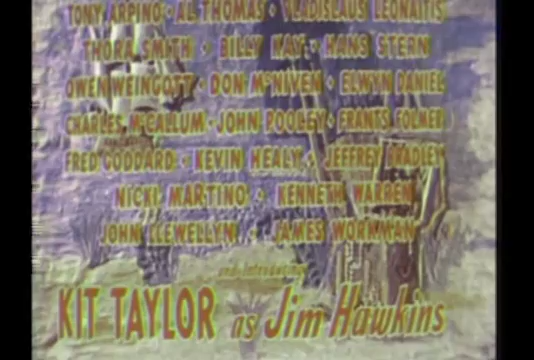 TONY ARPINO • AL THOMAS • VLADISLAUS LEONAITIS
THORA SMITH • BILLY KAY • HANS STERN
OWEN WEINGOTT • DON McNIVEN • ELWYN DANIEL
CHARLES McCALLUM • JOHN POOLEY • FRANTS FOLMER
FRED GODDARD • KEVIN HEALY • JEFFREY BRADLEY
NICKI MARTINO • KENNETH WARREN
JOHN LLEWELLYN • JAMES WORKMAN
and introducing
KIT TAYLOR as Jim Hawkins